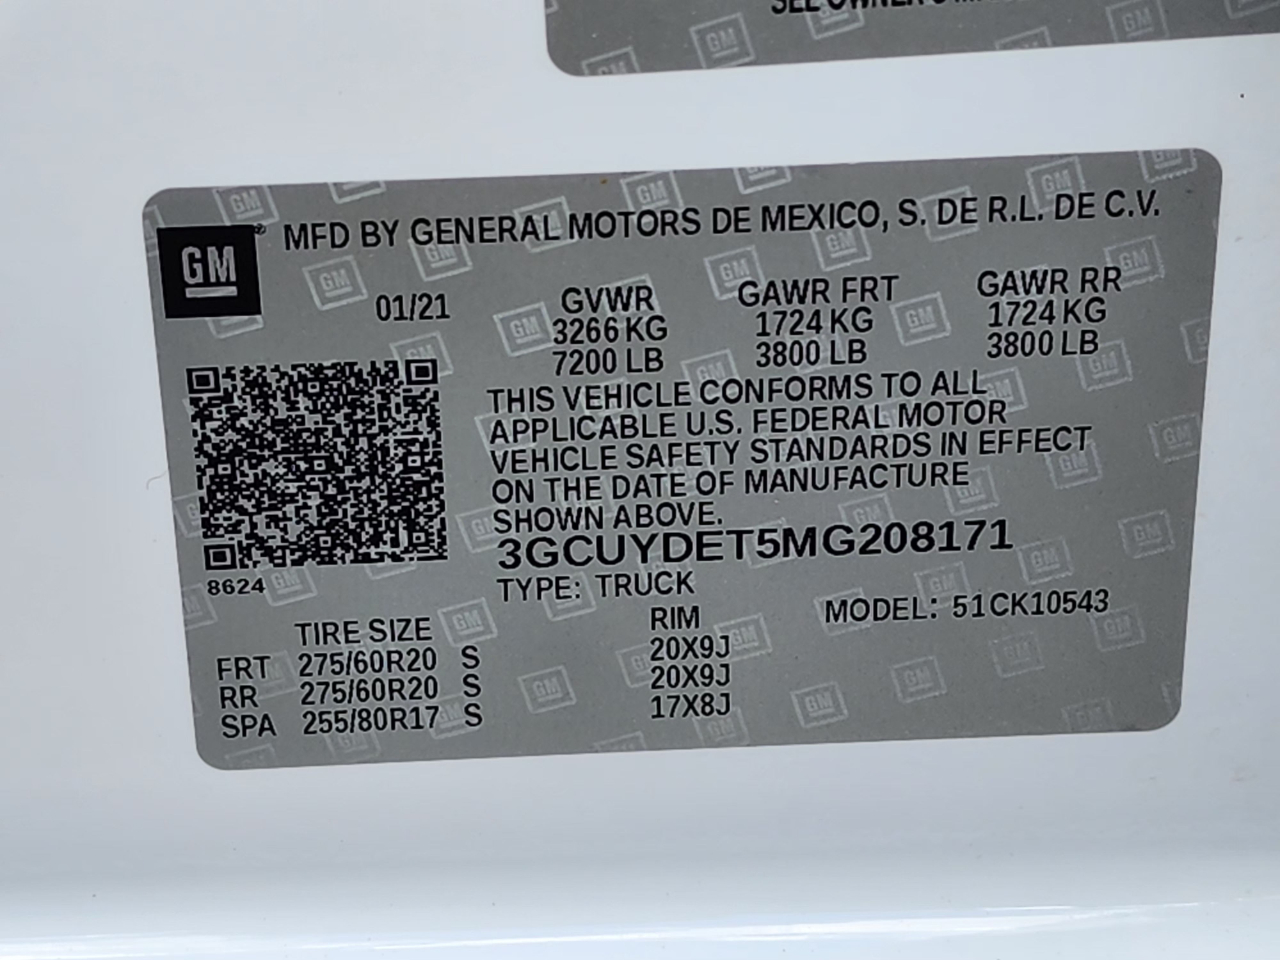 GM
MFD BY GENERAL MOTORS DE MEXICO, S. DE R.L. DE C.V.
01/21
GVWR GAWR FRT GAWR RR
3266 KG 1724 KG 1724 KG
7200 LB 3800 LB 3800 LB
THIS VEHICLE CONFORMS TO ALL
APPLICABLE U.S. FEDERAL MOTOR
VEHICLE SAFETY STANDARDS IN EFFECT
ON THE DATE OF MANUFACTURE
SHOWN ABOVE.
3GCUYDET5MG208171
8624
TYPE: TRUCK
MODEL: 51CK10543
TIRE SIZE RIM
FRT 275/60R20 S 20X9J
RR 275/60R20 S 20X9J
SPA 255/80R17 S 17X8J